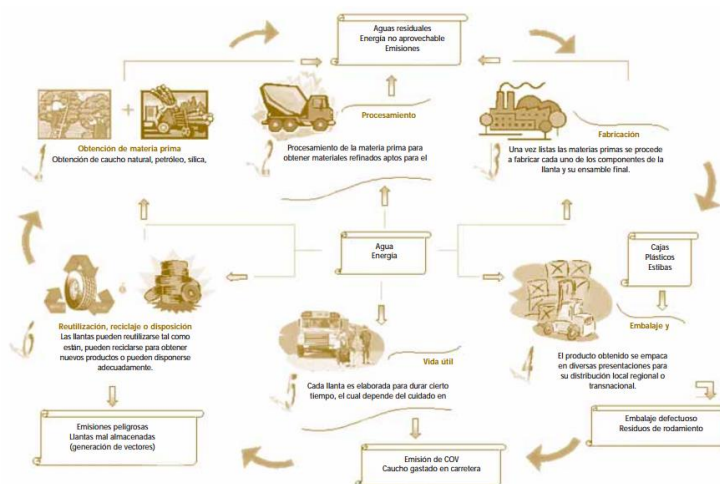 Aguas residuales
Energía no aprovechable
Emisiones
+
Obtención de materia prima
Obtención de caucho natural, petróleo, silica,
1
Procesamiento
Procesamiento de la materia prima para
obtener materiales refinados aptos para el
2
Fabricación
Una vez listas las materias primas se procede
a fabricar cada uno de los componentes de la
llanta y su ensamble final.
3
Agua
Energía
Cajas
Plásticos
Estibas
ó
Reutilización, reciclaje o disposición
Las llantas pueden reutilizarse tal como
están, pueden reciclarse para obtener
nuevos productos o pueden disponerse
adecuadamente.
6
Vida útil
Cada llanta es elaborada para durar cierto
tiempo, el cual depende del cuidado en
5
Embalaje y
El producto obtenido se empaca
en diversas presentaciones para
su distribución local regional o
transnacional.
4
Emisiones peligrosas
Llantas mal almacenadas
(generación de vectores)
Emisión de COV
Caucho gastado en carretera
Embalaje defectuoso
Residuos de rodamiento